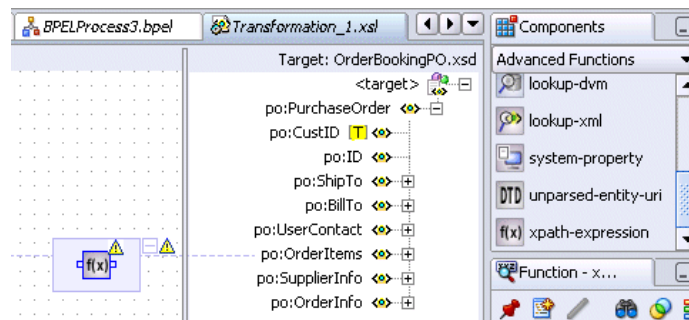 BPELProcess3.bpel
Transformation_1.xsl
Target: OrderBookingPO.xsd
<target>
po:PurchaseOrder
po:CustID [T]
po:ID
po:ShipTo
po:BillTo
po:UserContact
po:OrderItems
po:SupplierInfo
po:OrderInfo
f(x)
Components
Advanced Functions
lookup-dvm
lookup-xml
system-property
DTD unparsed-entity-uri
f(x) xpath-expression
Function - x...